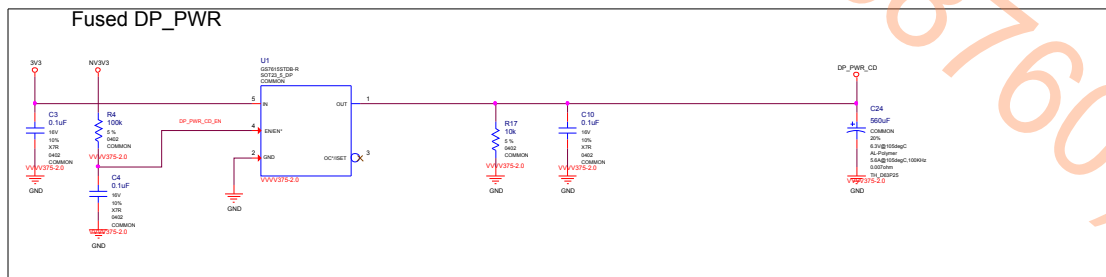 Fused DP_PWR
3V3
NV3V3
C3
0.1uF
16V
10%
X7R
0402
COMMON
GND
R4
100k
5 %
0402
COMMON
VVVV375-2.0
C4
0.1uF
16V
10%
X7R
0402
COMMON
VVVV375-2.0
GND
DP_PWR_CD_EN
U1
GS7615STDB-R
SOT23_5_DP
COMMON
5
IN
OUT
1
4
EN/EN*
2
GND
OC*/ISET
3
VVVV375-2.0
GND
R17
10k
5 %
0402
COMMON
VVVV375-2.0
GND
C10
0.1uF
16V
10%
X7R
0402
COMMON
VVVV375-2.0
GND
DP_PWR_CD
C24
560uF
COMMON
20%
6.3V@105degC
AL-Polymer
5.6A@105degC,100KHz
0.007ohm
TH_D63P25
VVVV375-2.0
GND